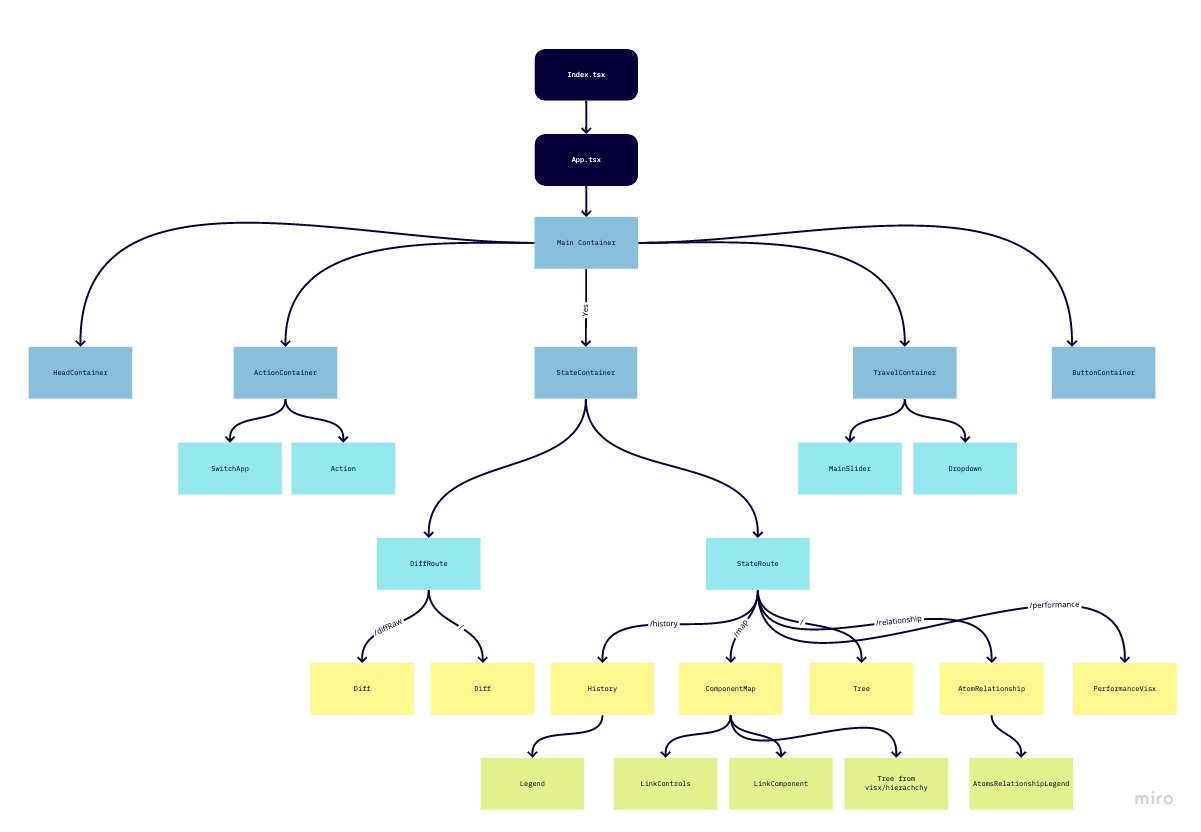 Index.tsx
App.tsx
Main Container
Yes
HeadContainer
ActionContainer
StateContainer
TravelContainer
ButtonContainer
SwitchApp
Action
MainSlider
Dropdown
DiffRoute
StateRoute
/diffRaw
/
/history
/map
/
/relationship
/performance
Diff
Diff
History
ComponentMap
Tree
AtomRelationship
PerformanceVisx
Legend
LinkControls
LinkComponent
Tree from
visx/hierachchy
AtomsRelationshipLegend
miro